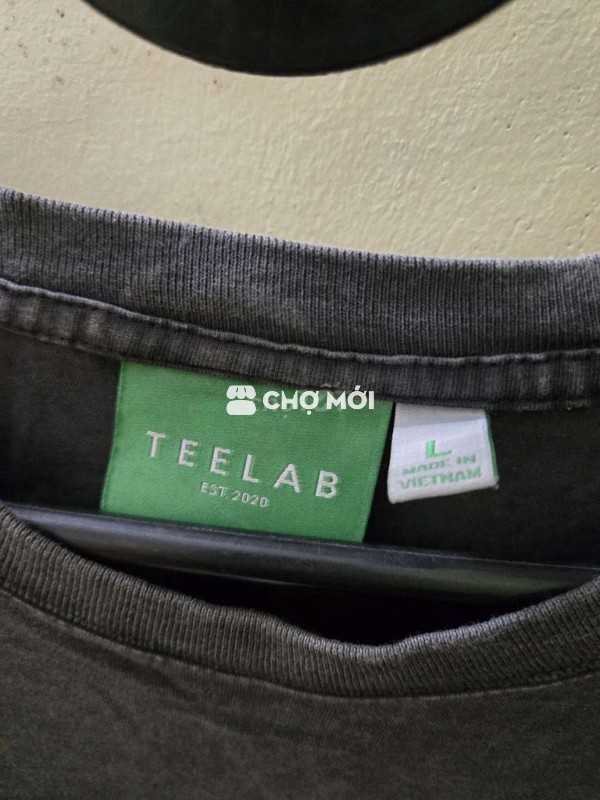 CHỢ MỚI
TEELAB
EST. 2020
L
MADE IN
VIETNAM